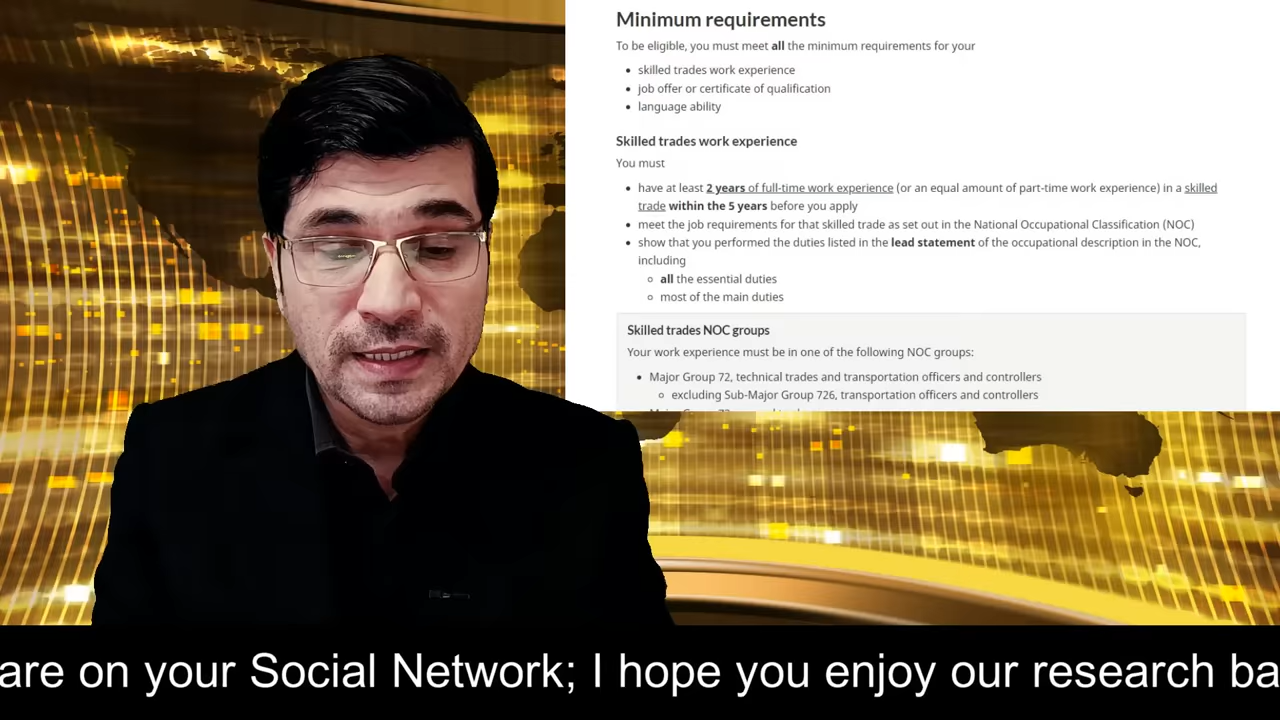 Minimum requirements
To be eligible, you must meet all the minimum requirements for your
skilled trades work experience
job offer or certificate of qualification
language ability
Skilled trades work experience
You must
have at least 2 years of full-time work experience (or an equal amount of part-time work experience) in a skilled
trade within the 5 years before you apply
meet the job requirements for that skilled trade as set out in the National Occupational Classification (NOC)
show that you performed the duties listed in the lead statement of the occupational description in the NOC,
including
all the essential duties
most of the main duties
Skilled trades NOC groups
Your work experience must be in one of the following NOC groups:
Major Group 72, technical trades and transportation officers and controllers
excluding Sub-Major Group 726, transportation officers and controllers
are on your Social Network; I hope you enjoy our research ba